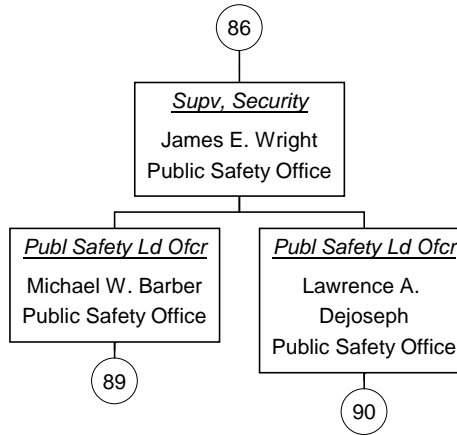 86
Supv, Security
James E. Wright
Public Safety Office
Publ Safety Ld Ofcr
Michael W. Barber
Public Safety Office
89
Publ Safety Ld Ofcr
Lawrence A.
Dejoseph
Public Safety Office
90